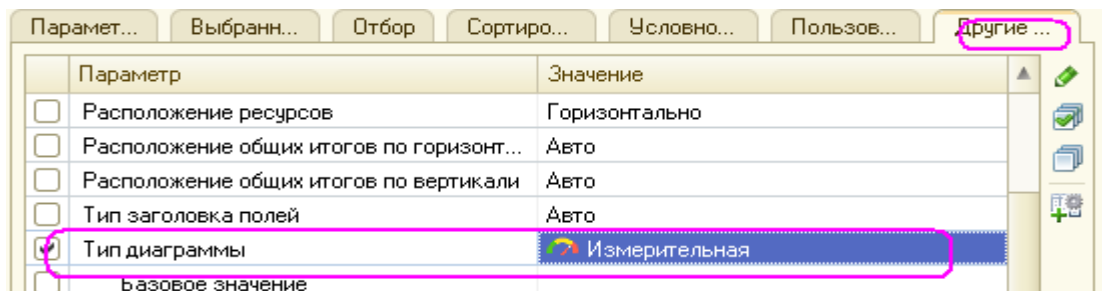 Парамет... Выбранн... Отбор Сортиро... Условно... Пользов... Другие ...
Параметр Значение
Расположение ресурсов Горизонтально
Расположение общих итогов по горизонт... Авто
Расположение общих итогов по вертикали Авто
Тип заголовка полей Авто
Тип диаграммы Измерительная
Базовое значение